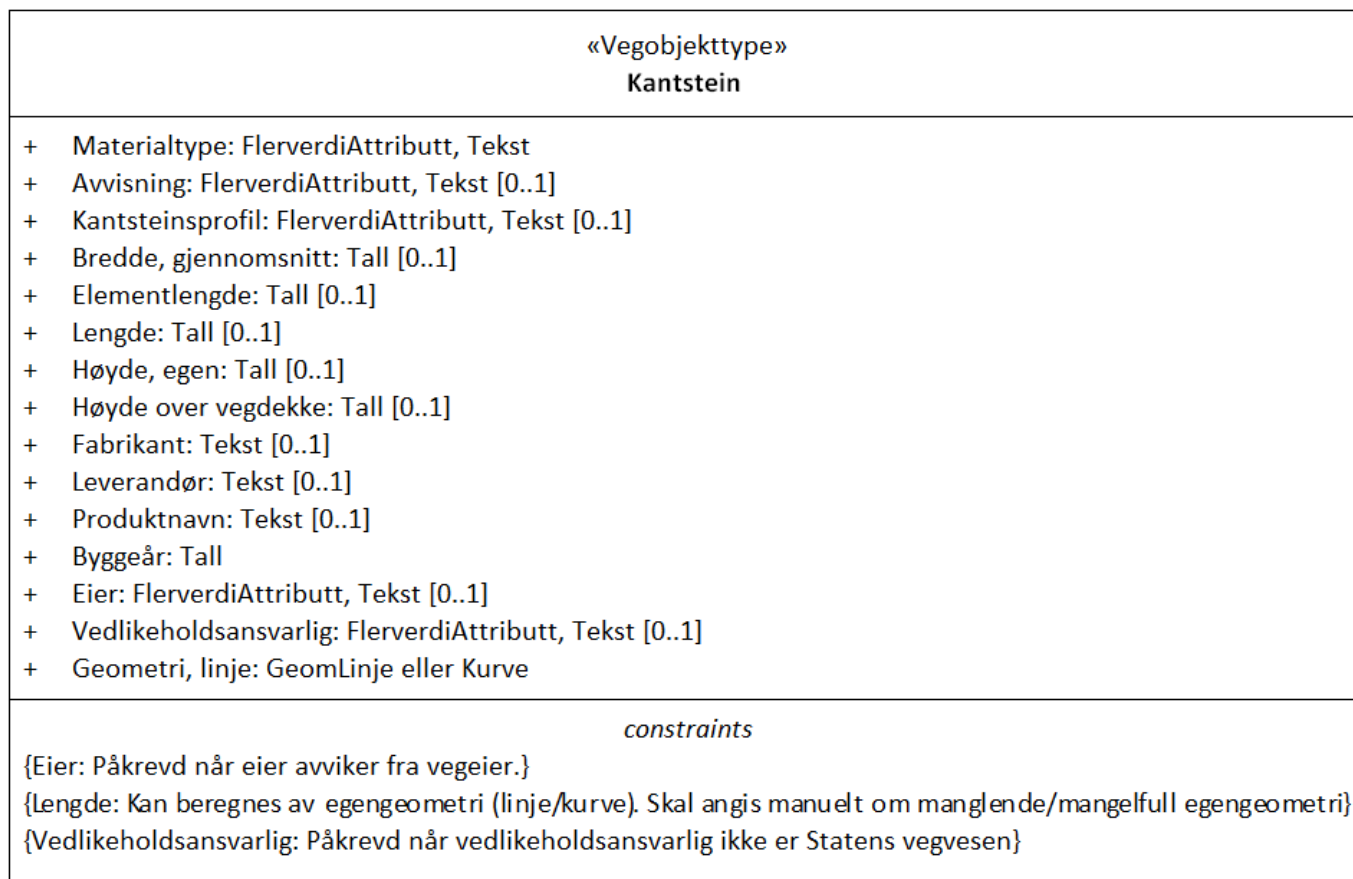 «Vegobjekttype»
Kantstein
+ Materialtype: FlerverdiAttributt, Tekst
+ Avvisning: FlerverdiAttributt, Tekst [0..1]
+ Kantsteinsprofil: FlerverdiAttributt, Tekst [0..1]
+ Bredde, gjennomsnitt: Tall [0..1]
+ Elementlengde: Tall [0..1]
+ Lengde: Tall [0..1]
+ Høyde, egen: Tall [0..1]
+ Høyde over vegdekke: Tall [0..1]
+ Fabrikant: Tekst [0..1]
+ Leverandør: Tekst [0..1]
+ Produktnavn: Tekst [0..1]
+ Byggeår: Tall
+ Eier: FlerverdiAttributt, Tekst [0..1]
+ Vedlikeholdsansvarlig: FlerverdiAttributt, Tekst [0..1]
+ Geometri, linje: GeomLinje eller Kurve
constraints
{Eier: Påkrevd når eier avviker fra vegeier.}
{Lengde: Kan beregnes av egengeometri (linje/kurve). Skal angis manuelt om manglende/mangelfull egengeometri}
{Vedlikeholdsansvarlig: Påkrevd når vedlikeholdsansvarlig ikke er Statens vegvesen}